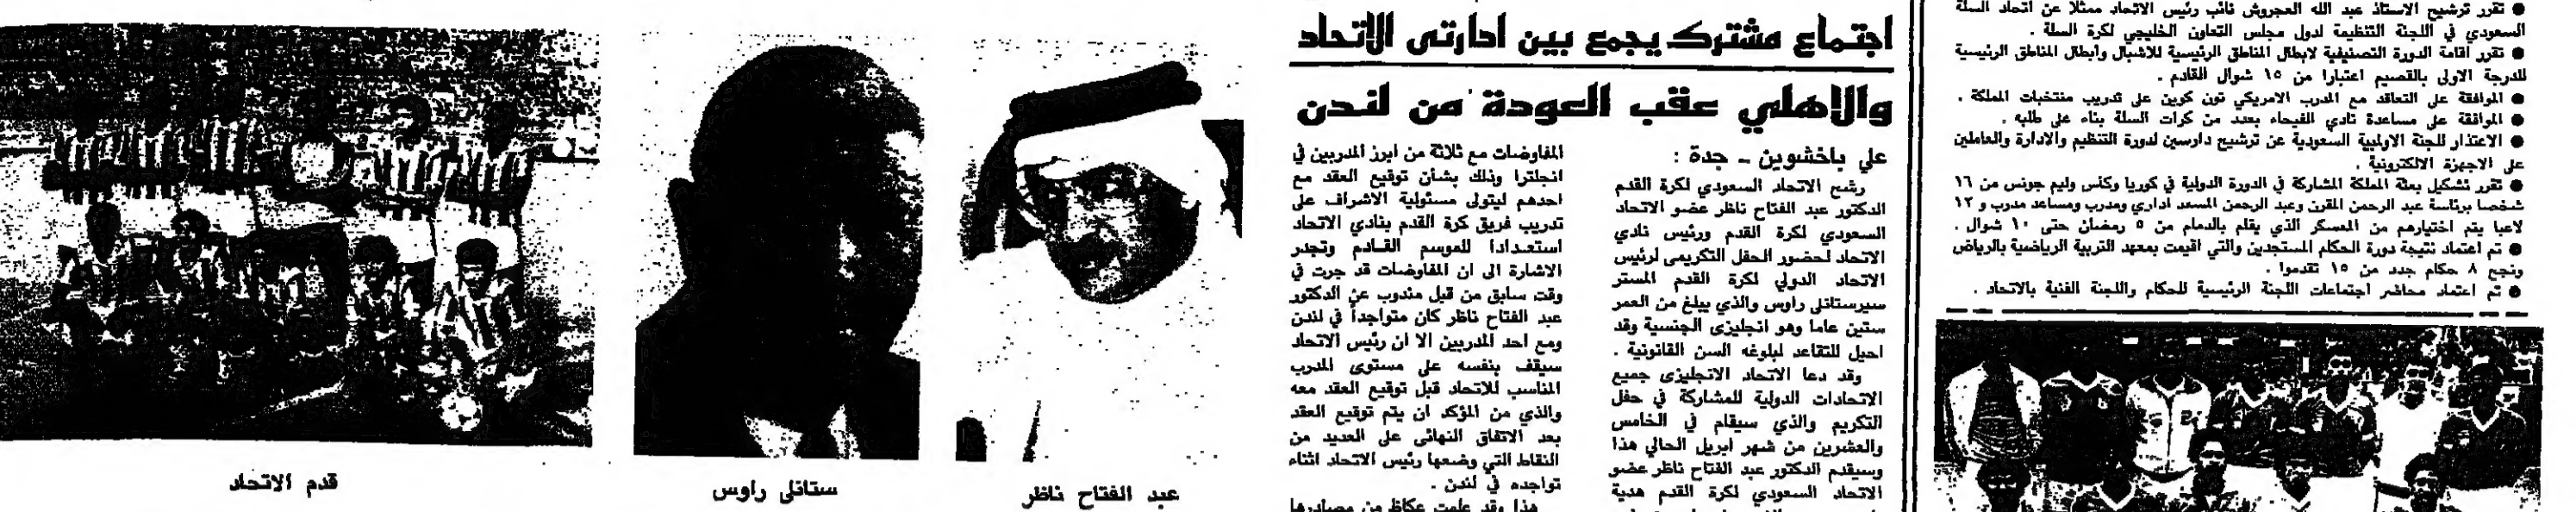 ● تقرر ترشيح الاستاذ عبد الله العجروش نائب رئيس الاتحاد ممثلا عن اتحاد السلة
السعودي في اللجنة التنظيمة لدول مجلس التعاون الخليجي لكرة السلة .
● تقرر اقامة الدورة التصنيفية لابطال المناطق الرئيسية للاشبال وابطال المناطق الرئيسية
للدرجة الاولى بالقصيم اعتبارا من ١٥ شوال القادم .
● الموافقة على التعاقد مع المدرب الامريكي تون كوين على تدريب منتخبات المملكة .
● الموافقة على مساعدة نادي الفيحاء بعدد من كرات السلة بناء على طلبه .
● الاعتذار للجنة الاولمبية السعودية عن ترشيح دارسين لدورة التنظيم والادارة والعاملين
على الاجهزة الالكترونية .
● تقرر تشكيل بعثة المملكة المشاركة في الدورة الدولية في كوريا وكأس وليم جونس من ١٦
شخصا برئاسة عبد الرحمن المقرن وعبد الرحمن المسعد اداري ومدرب ومساعد مدرب و ١٢
لاعبا يتم اختيارهم من المعسكر الذي يقام بالدمام من ٥ رمضان حتى ١٠ شوال .
● تم اعتماد نتيجة دورة الحكام المستجدين والتي اقيمت بمعهد التربية الرياضية بالرياض
ونجح ٨ حكام جدد من ١٥ تقدموا .
● تم اعتماد محاضر اجتماعات اللجنة الرئيسية للحكام واللجنة الفنية بالاتحاد .
اجتماع مشترك يجمع بين ادارتى الاتحاد
والاهلي عقب العودة من لندن
علي باخشوين - جدة :
رشح الاتحاد السعودي لكرة القدم
الدكتور عبد الفتاح ناظر عضو الاتحاد
السعودي لكرة القدم ورئيس نادي
الاتحاد لحضور الحفل التكريمى لرئيس
الاتحاد الدولي لكرة القدم المستر
سيرستانلى راوس والذي يبلغ من العمر
ستين عاما وهو انجليزى الجنسية وقد
احيل للتقاعد لبلوغه السن القانونية .
وقد دعا الاتحاد الانجليزى جميع
الاتحادات الدولية للمشاركة في حفل
التكريم والذي سيقام في الخامس
والعشرين من شهر ابريل الحالي هذا
وسيقدم الدكتور عبد الفتاح ناظر عضو
الاتحاد السعودي لكرة القدم هدية
المفاوضات مع ثلاثة من ابرز المدربين في
انجلترا وذلك بشأن توقيع العقد مع
احدهم ليتولى مسئولية الاشراف على
تدريب فريق كرة القدم بنادي الاتحاد
استعدادا للموسم القادم وتجدر
الاشارة الى ان المفاوضات قد جرت في
وقت سابق من قبل مندوب عن الدكتور
عبد الفتاح ناظر كان متواجداً في لندن
ومع احد المدربين الا ان رئيس الاتحاد
سيقف بنفسه على مستوى المدرب
المناسب للاتحاد قبل توقيع العقد معه
والذي من المؤكد ان يتم توقيع العقد
بعد الاتفاق النهائى على العديد من
النقاط التي وضعها رئيس الاتحاد اثناء
تواجده في لندن .
هذا وقد علمت عكاظ من مصادرها
عبد الفتاح ناظر
ستانلى راوس
قدم الاتحاد